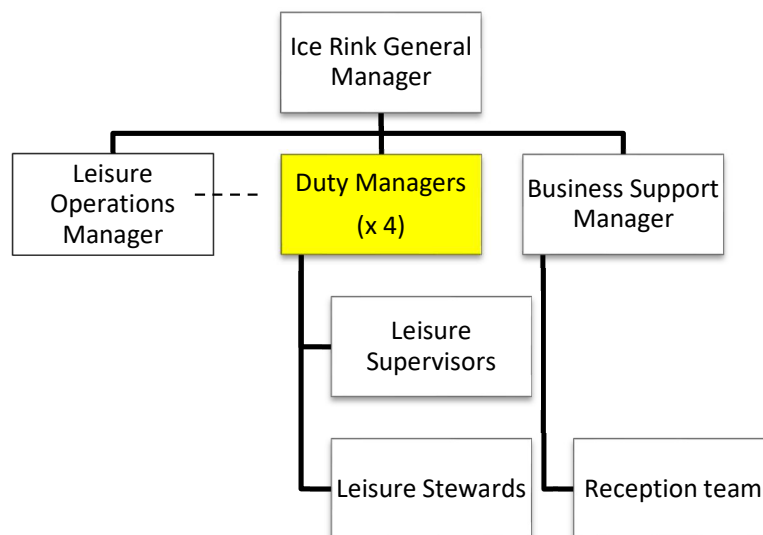 Ice Rink General
Manager
Leisure
Operations
Manager
Duty Managers
(x 4)
Business Support
Manager
Leisure
Supervisors
Leisure Stewards
Reception team